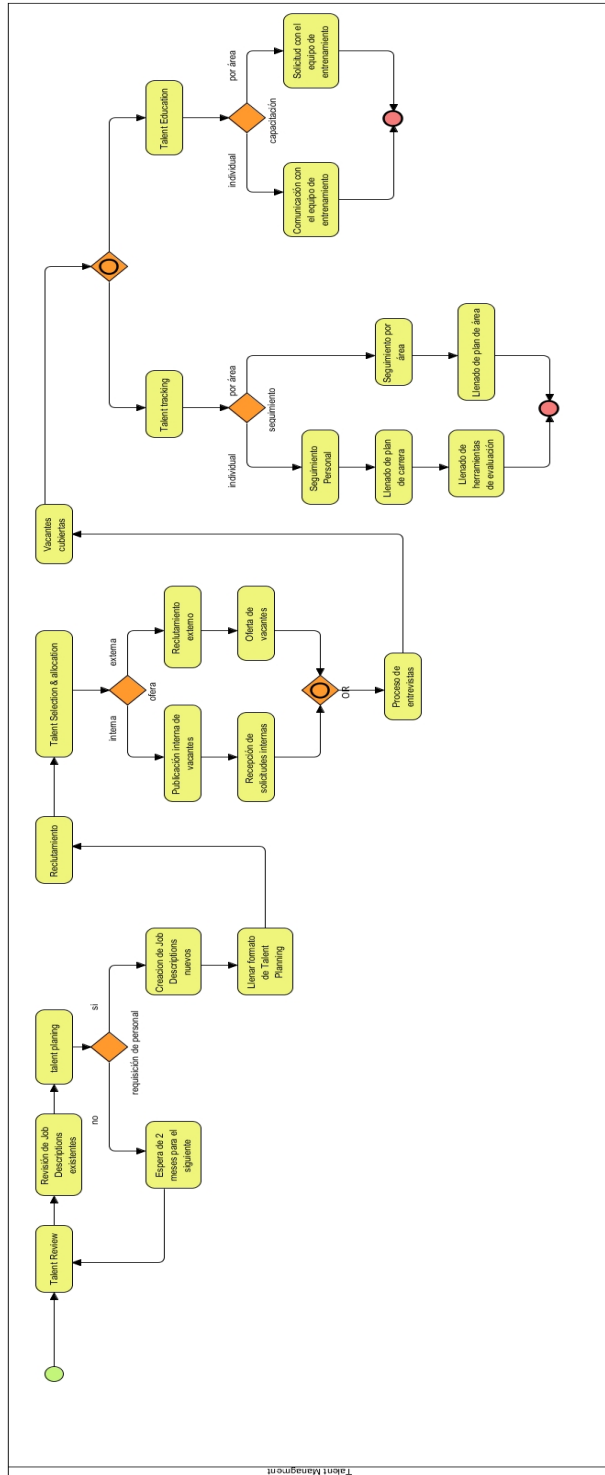 Talent Managment
Talent Review
Revisión de Job
Descriptions
existentes
talent planing
no
si
requisición de personal
Espera de 2
meses para el
siguiente
Creacion de Job
Descriptions
nuevos
Llenar formato
de Talent
Planning
Reclutamiento
Talent Selection & allocation
interna
externa
ofera
Publicación interna de
vacantes
Reclutamiento
externo
Recepción de
solicitudes internas
Oferta de
vacantes
OR
Proceso de
entrevistas
Vacantes
cubiertas
Talent tracking
individual
por área
seguimiento
Seguimiento
Personal
Llenado de plan
de carrera
Llenado de
herramientas
de evaluación
Seguimiento por
área
Llenado de plan de área
Talent Education
individual
por área
capacitación
Comunicación con
el equipo de
entrenamiento
Solicitud con el
equipo de
entrenamiento